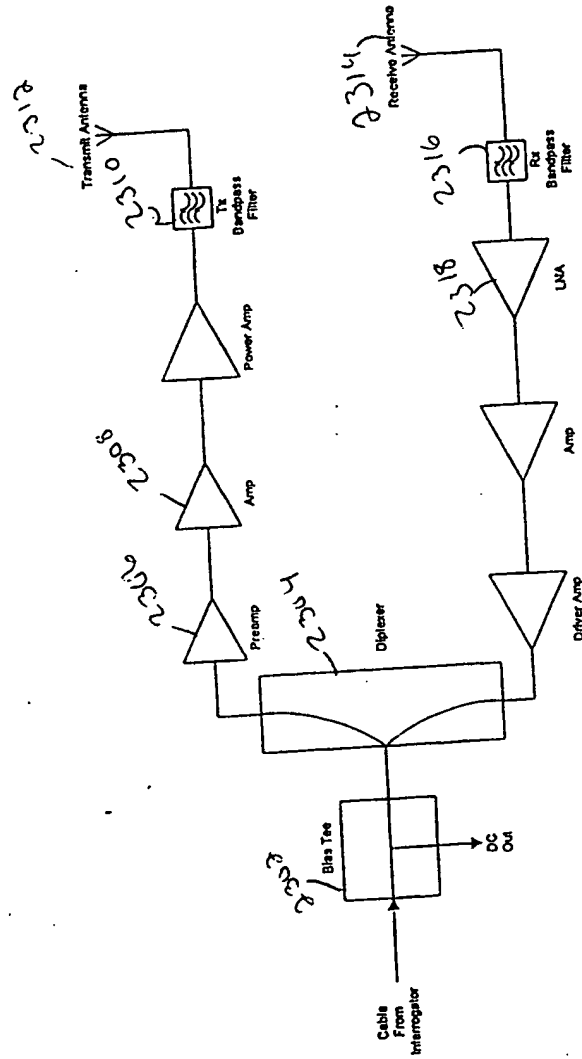 2312
Transmit Antenna
2310
Tx
Bandpass
Filter
Power Amp
2308
Amp
2306
Preamp
2304
Diplexer
2302
Bias Tee
DC
Out
Cable
From
Interrogator
2314
Receive Antenna
2316
Rx
Bandpass
Filter
2318
LNA
Amp
Driver Amp